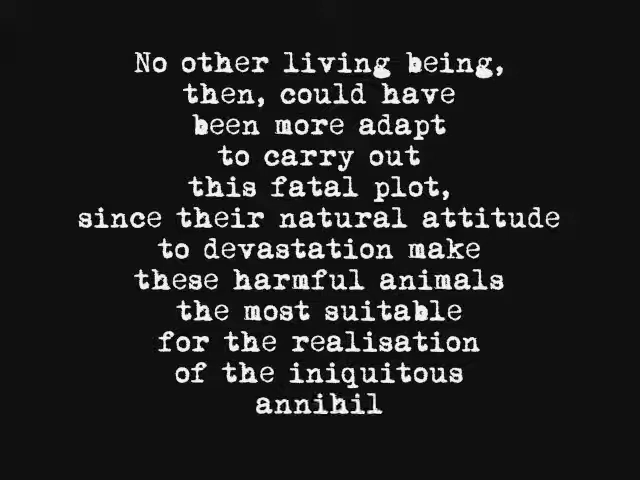 No other living being,
then, could have
been more adapt
to carry out
this fatal plot,
since their natural attitude
to devastation make
these harmful animals
the most suitable
for the realisation
of the iniquitous
annihil